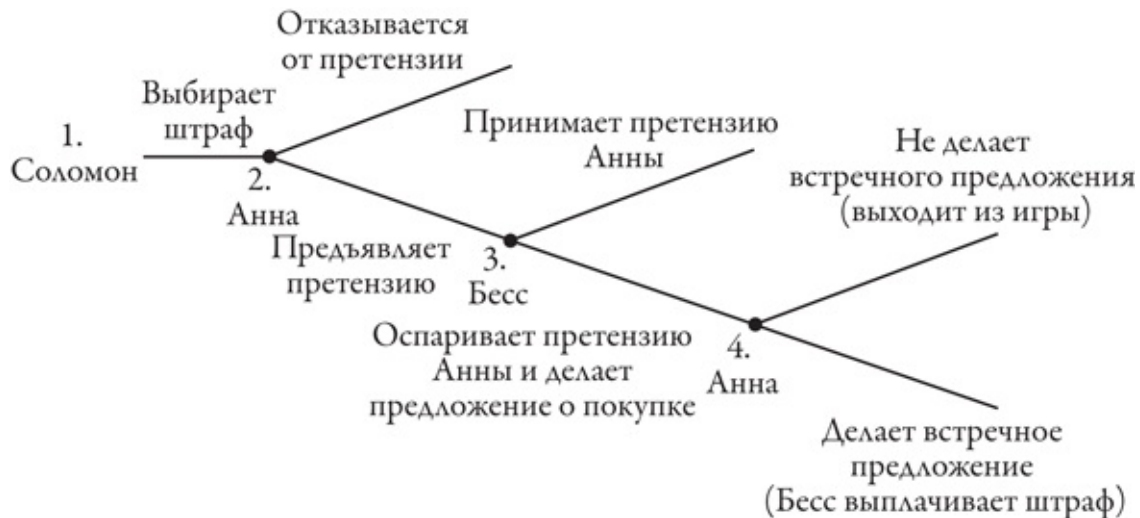 Отказывается
от претензии
Выбирает
штраф
1.
Соломон
2.
Анна
Принимает претензию
Анны
Предъявляет
претензию
3.
Бесс
Не делает
встречного предложения
(выходит из игры)
Оспаривает претензию
Анны и делает
предложение о покупке
4.
Анна
Делает встречное
предложение
(Бесс выплачивает штраф)